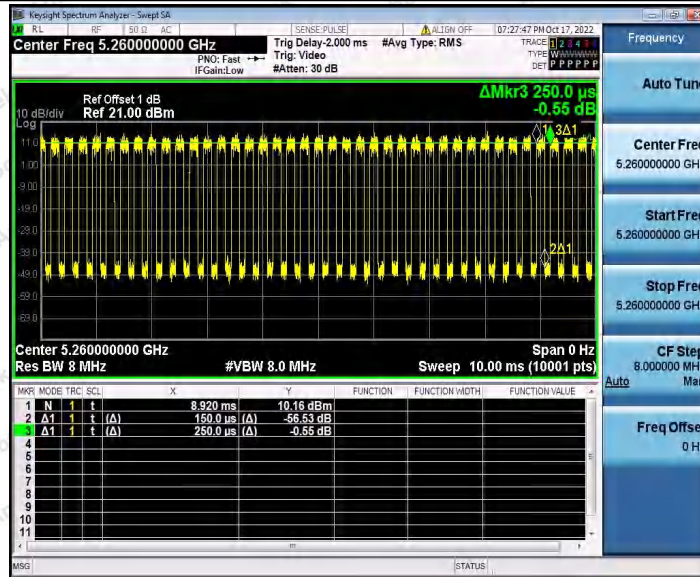 Keysight Spectrum Analyzer - Swept SA
RL RF 50 Ω AC SENSE:PULSE ALIGN OFF 07:27:47 PM Oct 17, 2022
Center Freq 5.260000000 GHz
PNO: Fast
IFGain:Low
Trig Delay-2.000 ms
Trig: Video
#Atten: 30 dB
#Avg Type: RMS
TRACE 1 2 3 4 5 6
TYPE WWWWWW
DET P P P P P P
Frequency
Auto Tune
Center Freq
5.260000000 GH
Start Freq
5.260000000 GH
Stop Freq
5.260000000 GH
CF Step
8.000000 MH
Auto Ma
Freq Offse
0 H
ΔMkr3 250.0 µs
-0.55 dB
Ref Offset 1 dB
10 dB/div Ref 21.00 dBm
Log
11.0
1.00
-9.00
-19.0
-29.0
-39.0
-49.0
-59.0
-69.0
1 3Δ1
2Δ1
Center 5.260000000 GHz Span 0 Hz
Res BW 8 MHz #VBW 8.0 MHz Sweep 10.00 ms (10001 pts)
MKR MODE TRC SCL X Y FUNCTION FUNCTION WIDTH FUNCTION VALUE
1 N 1 t 8.920 ms 10.16 dBm
2 Δ1 1 t (Δ) 150.0 µs (Δ) -56.53 dB
3 Δ1 1 t (Δ) 250.0 µs (Δ) -0.55 dB
4
5
6
7
8
9
10
11
MSG STATUS